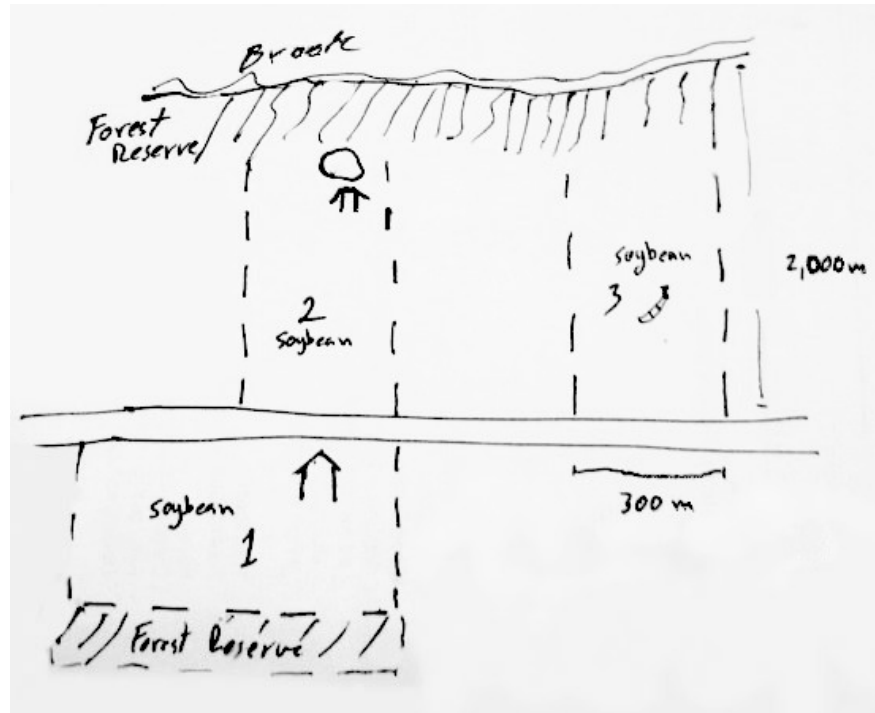 Brook
Forest
Reserve
soybean
3
2,000 m
2
soybean
300 m
soybean
1
Forest Reserve